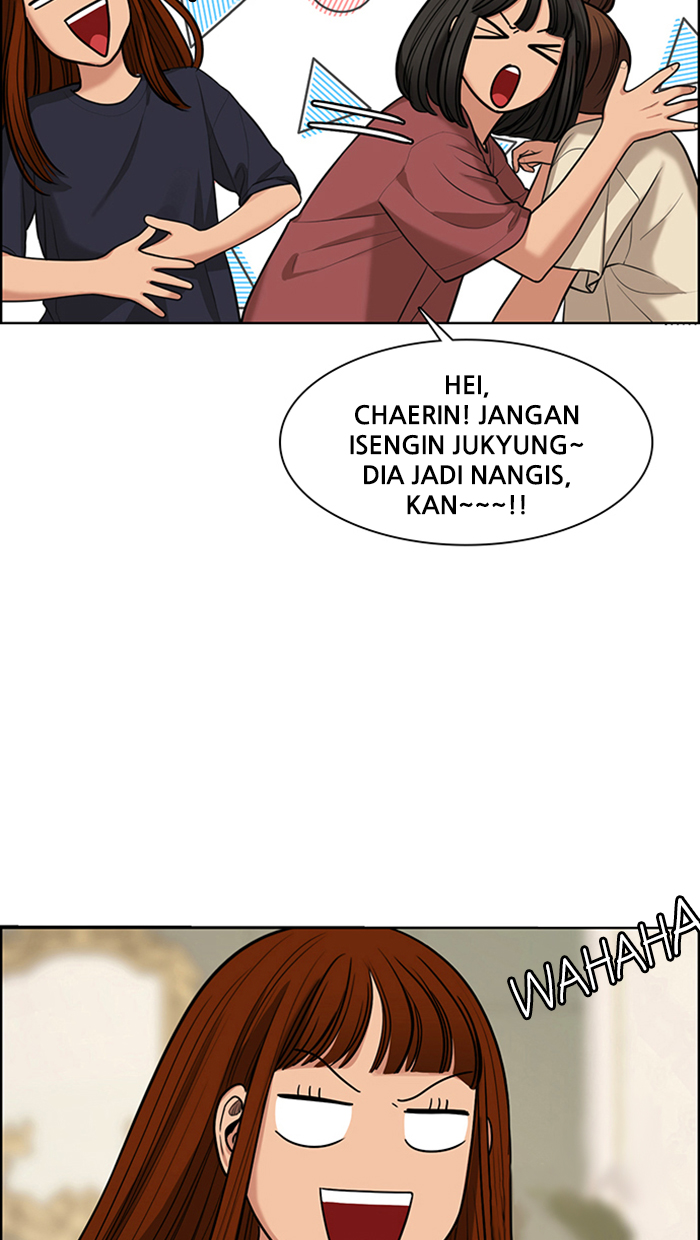 HEI,
CHAERIN! JANGAN
ISENGIN JUKYUNG~
DIA JADI NANGIS,
KAN~~~!!
WAHAHA